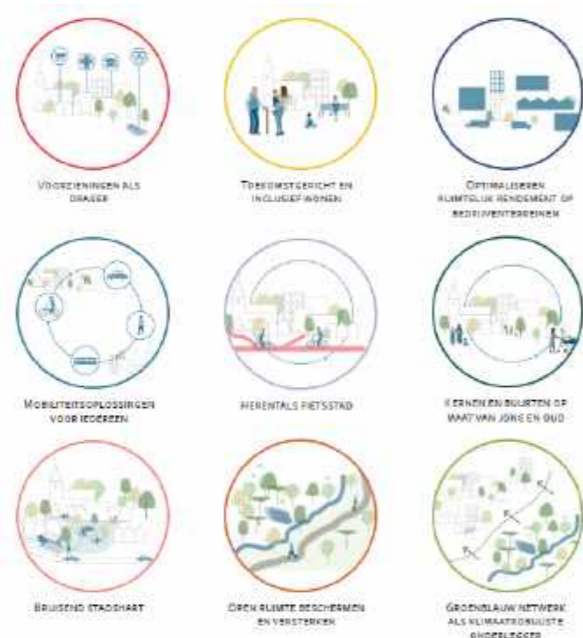 VOORZIENINGEN ALS
DRAGER
TOEKOMSTGERICHT EN
INCLUSIEF WONEN
OPTIMALISEREN
RUIMTELIJK RENDEMENT OP
BEDRIJVENTERREINEN
MOBILITEITSOPLOSSINGEN
VOOR IEDEREEN
HERENTALS FIETSSTAD
KERNEN EN BUURTEN OP
MAAT VAN JONG EN OUD
BRUISEND STADSHART
OPEN RUIMTE BESCHERMEN
EN VERSTERKEN
GROENBLAUW NETWERK
ALS KLIMAATROBUUSTE
ONDERLEGGER